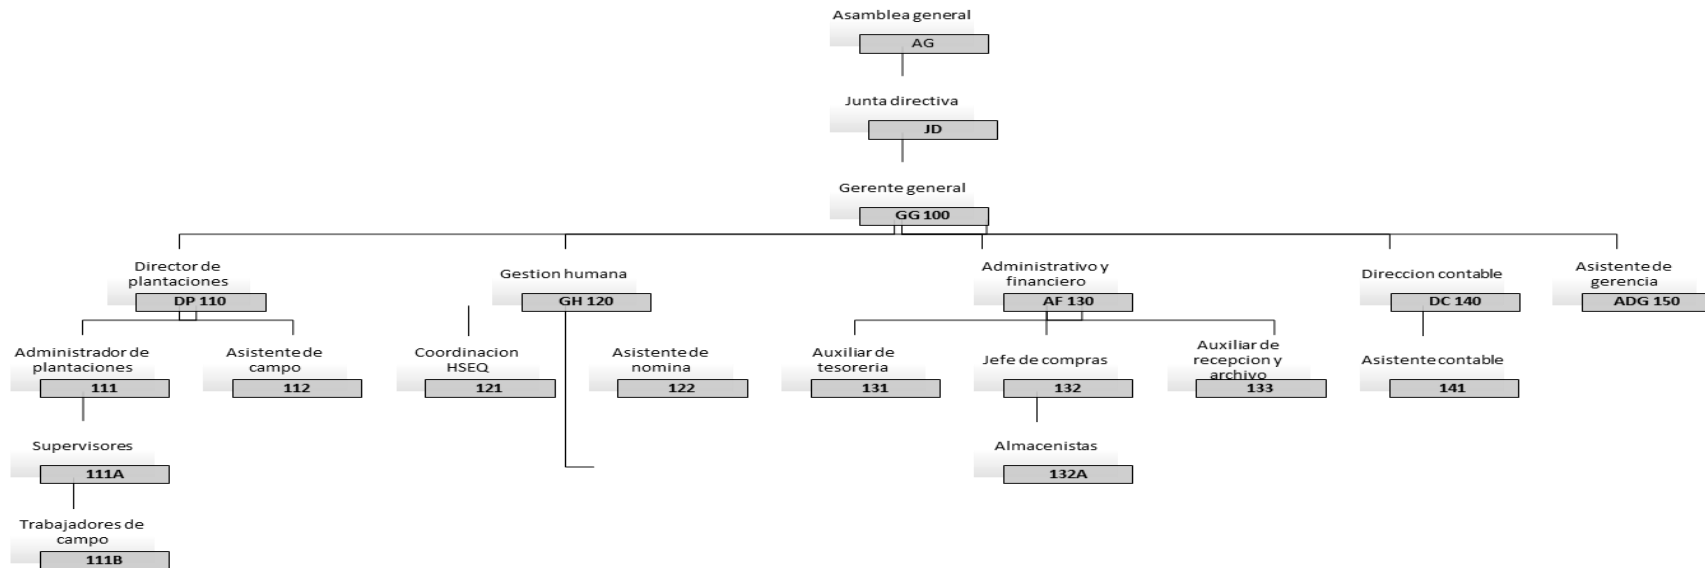 Asamblea general
AG
Junta directiva
JD
Gerente general
GG 100
Director de
plantaciones
DP 110
Gestion humana
GH 120
Administrativo y
financiero
AF 130
Direccion contable
DC 140
Asistente de
gerencia
ADG 150
Administrador de
plantaciones
111
Asistente de
campo
112
Coordinacion
HSEQ
121
Asistente de
nomina
122
Auxiliar de
tesoreria
131
Jefe de compras
132
Auxiliar de
recepcion y
archivo
133
Asistente contable
141
Supervisores
111A
Almacenistas
132A
Trabajadores de
campo
111B